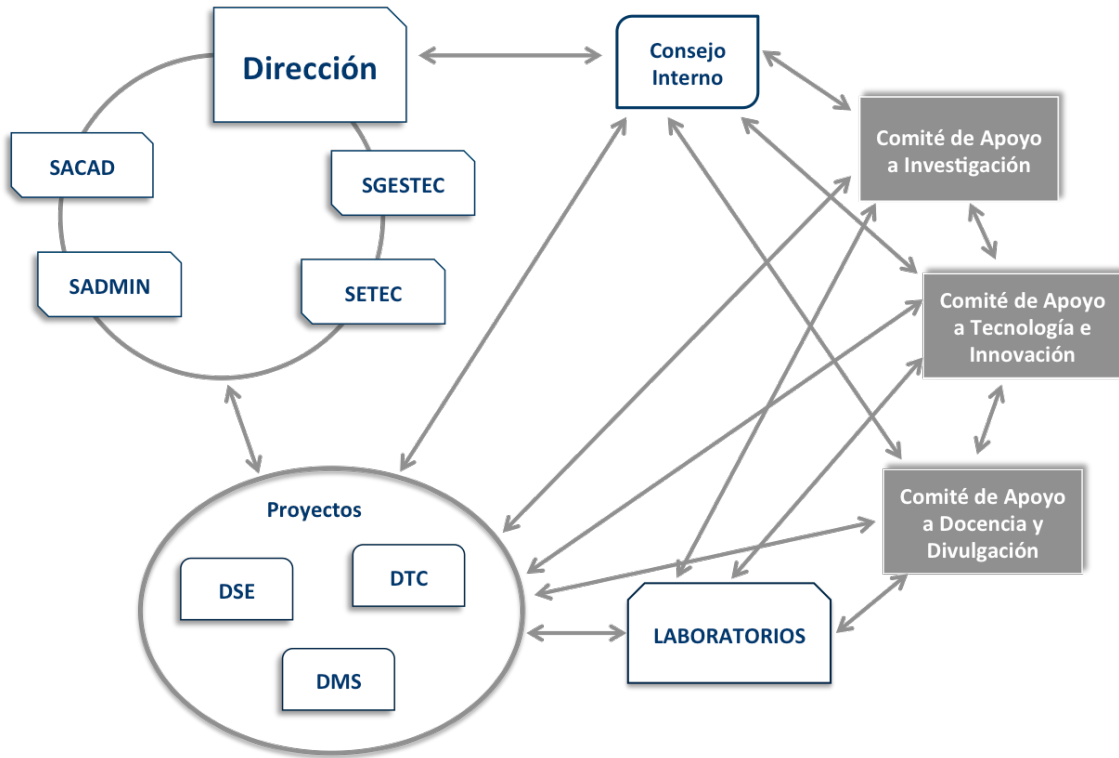 Dirección
Consejo
Interno
Comité de Apoyo
a Investigación
SACAD
SGESTEC
SADMIN
SETEC
Comité de Apoyo
a Tecnología e
Innovación
Comité de Apoyo
a Docencia y
Divulgación
Proyectos
DSE
DTC
DMS
LABORATORIOS